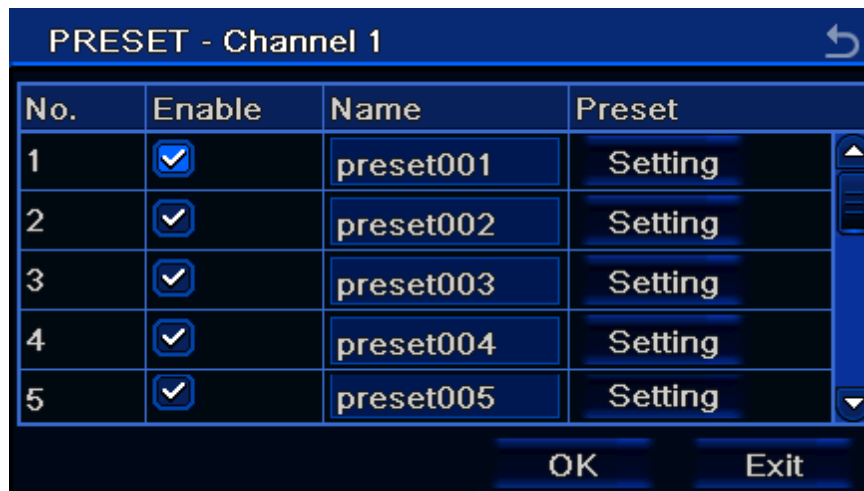 PRESET - Channel 1
No. Enable Name Preset
1 preset001 Setting
2 preset002 Setting
3 preset003 Setting
4 preset004 Setting
5 preset005 Setting
OK Exit